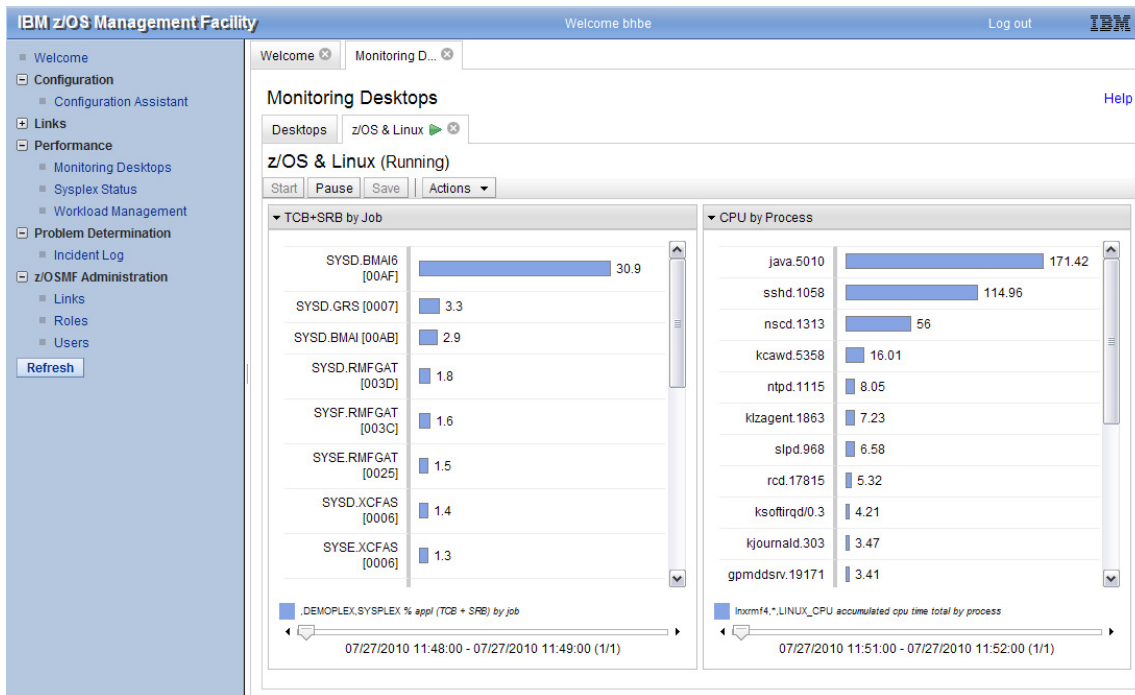 IBM z/OS Management Facility
Welcome bhbe
Log out
IBM
Welcome
Configuration
Configuration Assistant
Links
Performance
Monitoring Desktops
Sysplex Status
Workload Management
Problem Determination
Incident Log
z/OSMF Administration
Links
Roles
Users
Refresh
Welcome
Monitoring D...
Monitoring Desktops
Help
Desktops
z/OS & Linux
z/OS & Linux (Running)
Start
Pause
Save
Actions
TCB+SRB by Job
SYSD.BMAI6
[00AF]
30.9
SYSD.GRS [0007]
3.3
SYSD.BMAI [00AB]
2.9
SYSD.RMFGAT
[003D]
1.8
SYSF.RMFGAT
[003C]
1.6
SYSE.RMFGAT
[0025]
1.5
SYSD.XCFAS
[0006]
1.4
SYSE.XCFAS
[0006]
1.3
,DEMOPLEX,SYSPLEX % appl (TCB + SRB) by job
07/27/2010 11:48:00 - 07/27/2010 11:49:00 (1/1)
CPU by Process
java.5010
171.42
sshd.1058
114.96
nscd.1313
56
kcawd.5358
16.01
ntpd.1115
8.05
klzagent.1863
7.23
slpd.968
6.58
rcd.17815
5.32
ksoftirqd/0.3
4.21
kjournald.303
3.47
gpmddsrv.19171
3.41
lnxrmf4,*,LINUX_CPU accumulated cpu time total by process
07/27/2010 11:51:00 - 07/27/2010 11:52:00 (1/1)